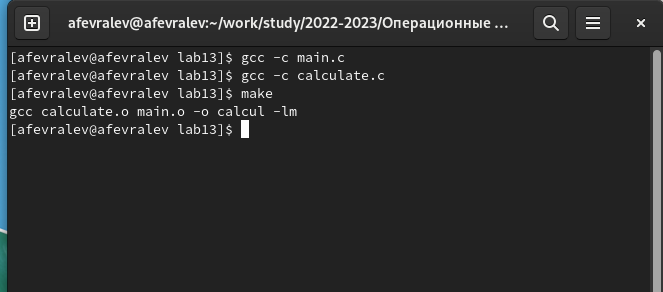 afevralev@afevralev:~/work/study/2022-2023/Операционные ...
[afevralev@afevralev lab13]$ gcc -c main.c
[afevralev@afevralev lab13]$ gcc -c calculate.c
[afevralev@afevralev lab13]$ make
gcc calculate.o main.o -o calcul -lm
[afevralev@afevralev lab13]$